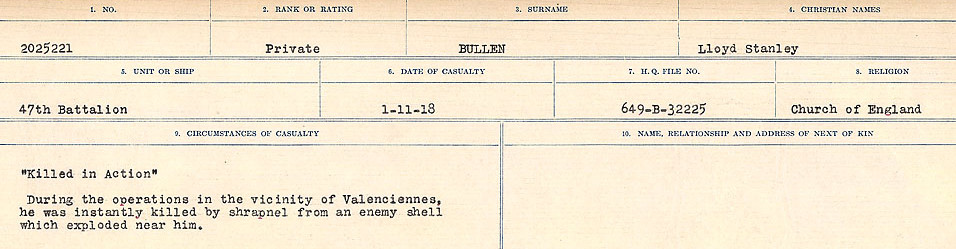 1. NO.
2. RANK OR RATING
3. SURNAME
4. CHRISTIAN NAMES
2025221
Private
BULLEN
Lloyd Stanley
5. UNIT OR SHIP
6. DATE OF CASUALTY
7. H.Q. FILE NO.
8. RELIGION
47th Battalion
1-11-18
649-B-32225
Church of England
9. CIRCUMSTANCES OF CASUALTY
10. NAME, RELATIONSHIP AND ADDRESS OF NEXT OF KIN
"Killed in Action"
During the operations in the vicinity of Valenciennes,
he was instantly killed by shrapnel from an enemy shell
which exploded near him.